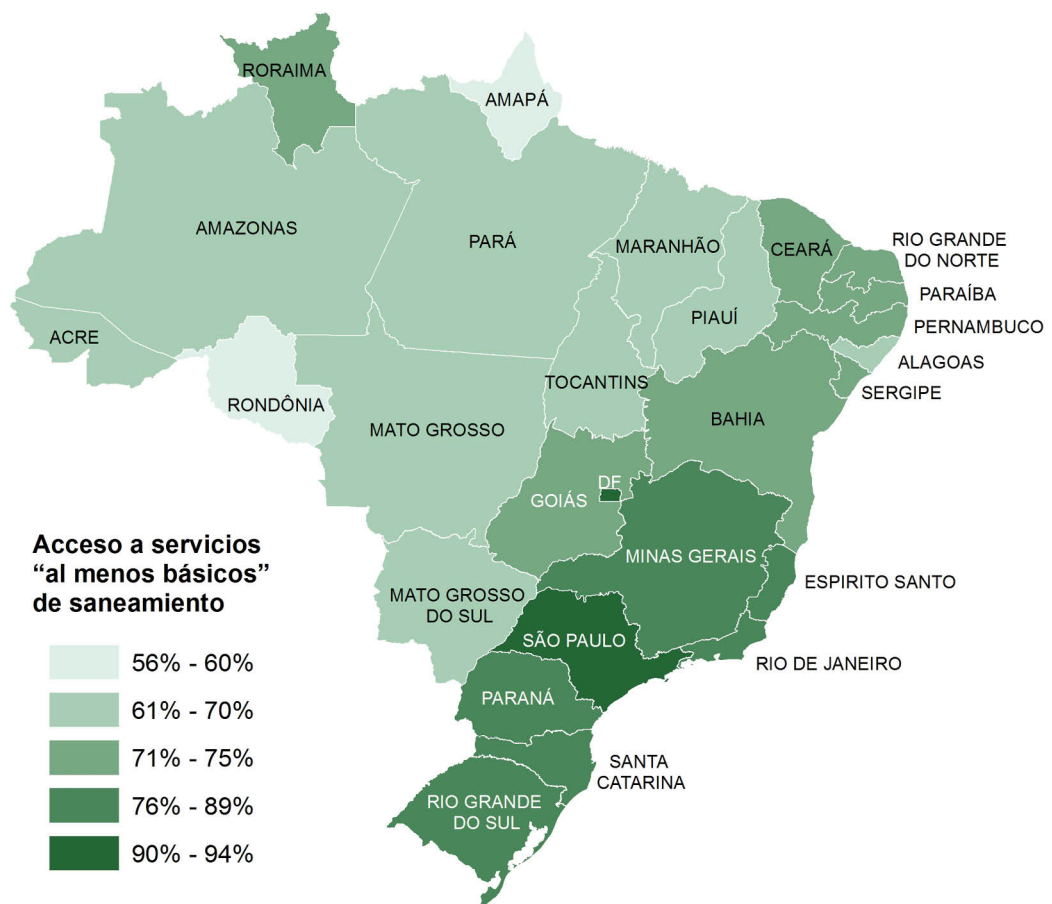 RORAIMA
AMAPÁ
AMAZONAS
PARÁ
MARANHÃO
CEARÁ
RIO GRANDE
DO NORTE
PARAÍBA
PIAUÍ
PERNAMBUCO
ACRE
ALAGOAS
TOCANTINS
SERGIPE
RONDÔNIA
BAHIA
MATO GROSSO
DF
GOIÁS
MINAS GERAIS
ESPIRITO SANTO
MATO GROSSO
DO SUL
SÃO PAULO
RIO DE JANEIRO
PARANÁ
SANTA
CATARINA
RIO GRANDE
DO SUL
Acceso a servicios
“al menos básicos”
de saneamiento
56% - 60%
61% - 70%
71% - 75%
76% - 89%
90% - 94%